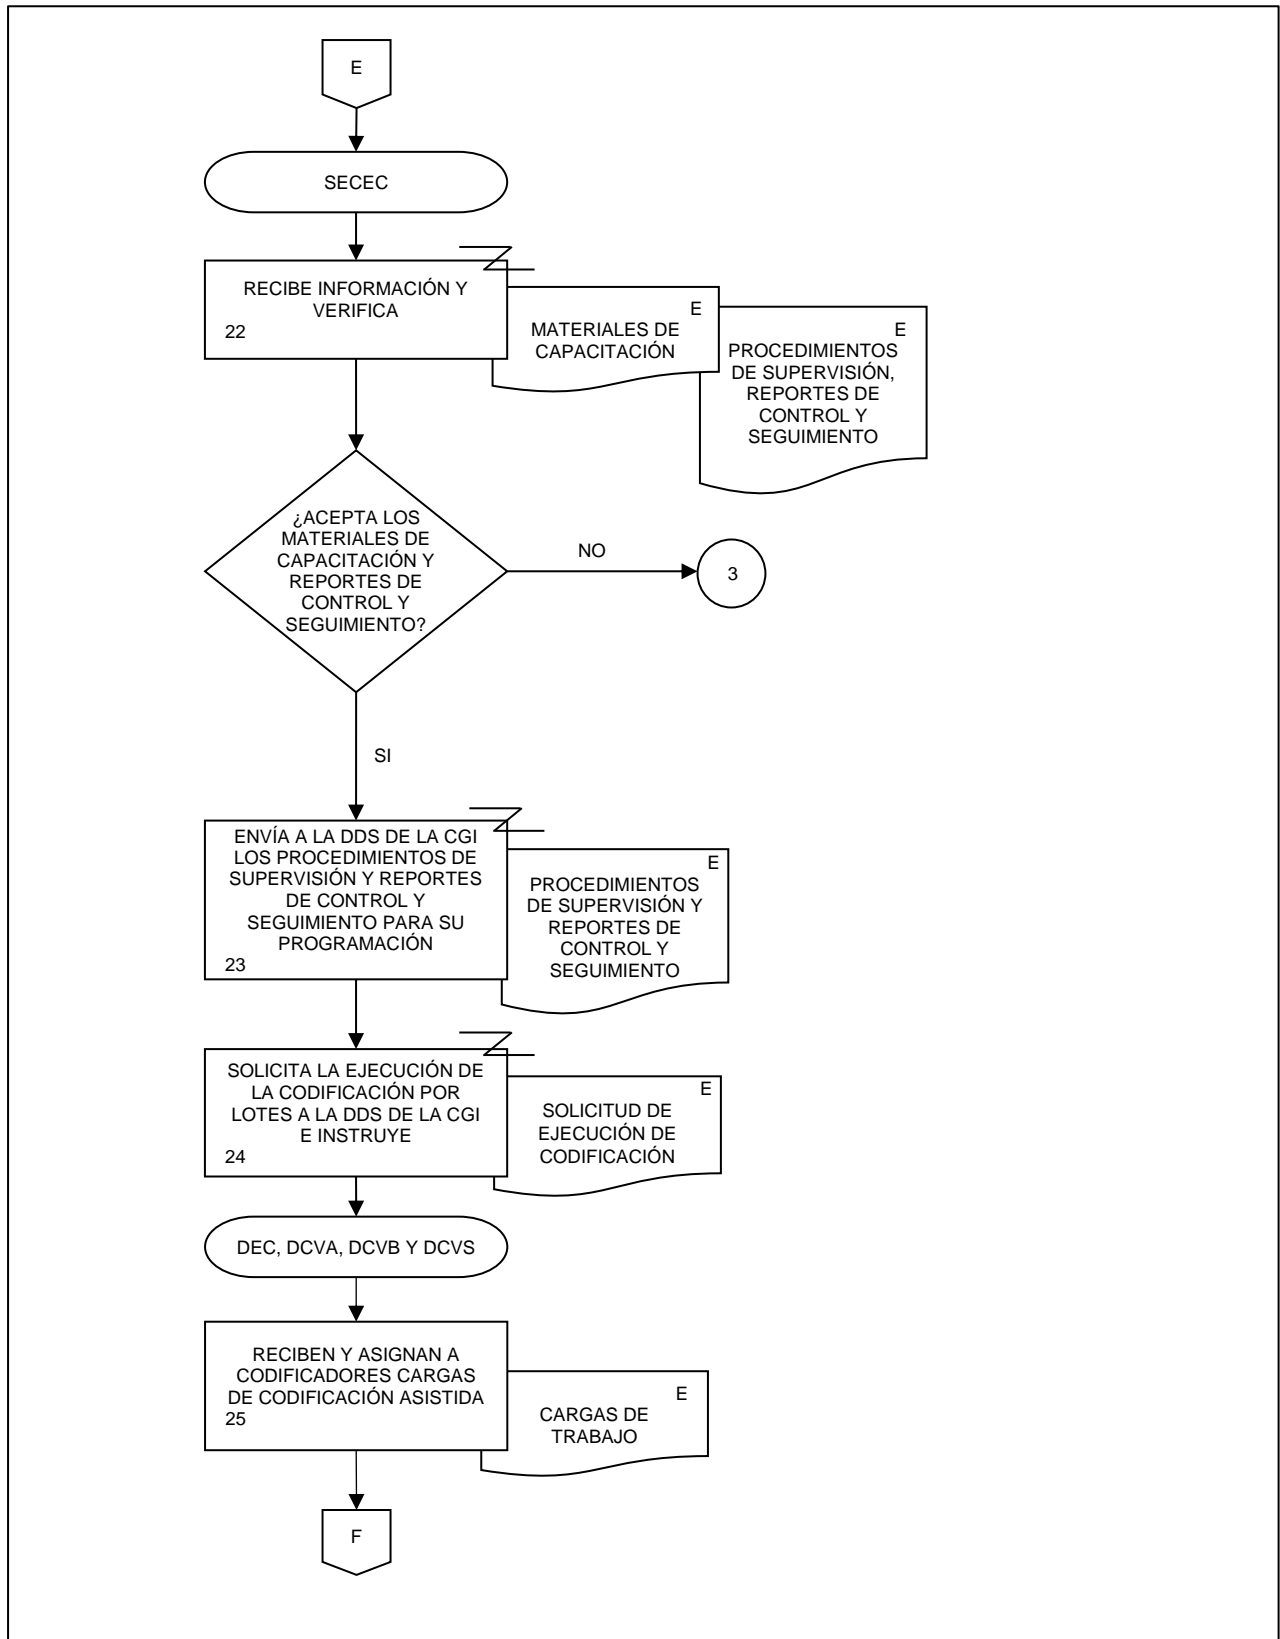 E
SECEC
RECIBE INFORMACIÓN Y
VERIFICA
22
E
MATERIALES DE
CAPACITACIÓN
E
PROCEDIMIENTOS
DE SUPERVISIÓN,
REPORTES DE
CONTROL Y
SEGUIMIENTO
¿ACEPTA LOS
MATERIALES DE
CAPACITACIÓN Y
REPORTES DE
CONTROL Y
SEGUIMIENTO?
NO
3
SI
ENVÍA A LA DDS DE LA CGI
LOS PROCEDIMIENTOS DE
SUPERVISIÓN Y REPORTES
DE CONTROL Y
SEGUIMIENTO PARA SU
PROGRAMACIÓN
23
E
PROCEDIMIENTOS
DE SUPERVISIÓN Y
REPORTES DE
CONTROL Y
SEGUIMIENTO
SOLICITA LA EJECUCIÓN DE
LA CODIFICACIÓN POR
LOTES A LA DDS DE LA CGI
E INSTRUYE
24
E
SOLICITUD DE
EJECUCIÓN DE
CODIFICACIÓN
DEC, DCVA, DCVB Y DCVS
RECIBEN Y ASIGNAN A
CODIFICADORES CARGAS
DE CODIFICACIÓN ASISTIDA
25
E
CARGAS DE
TRABAJO
F